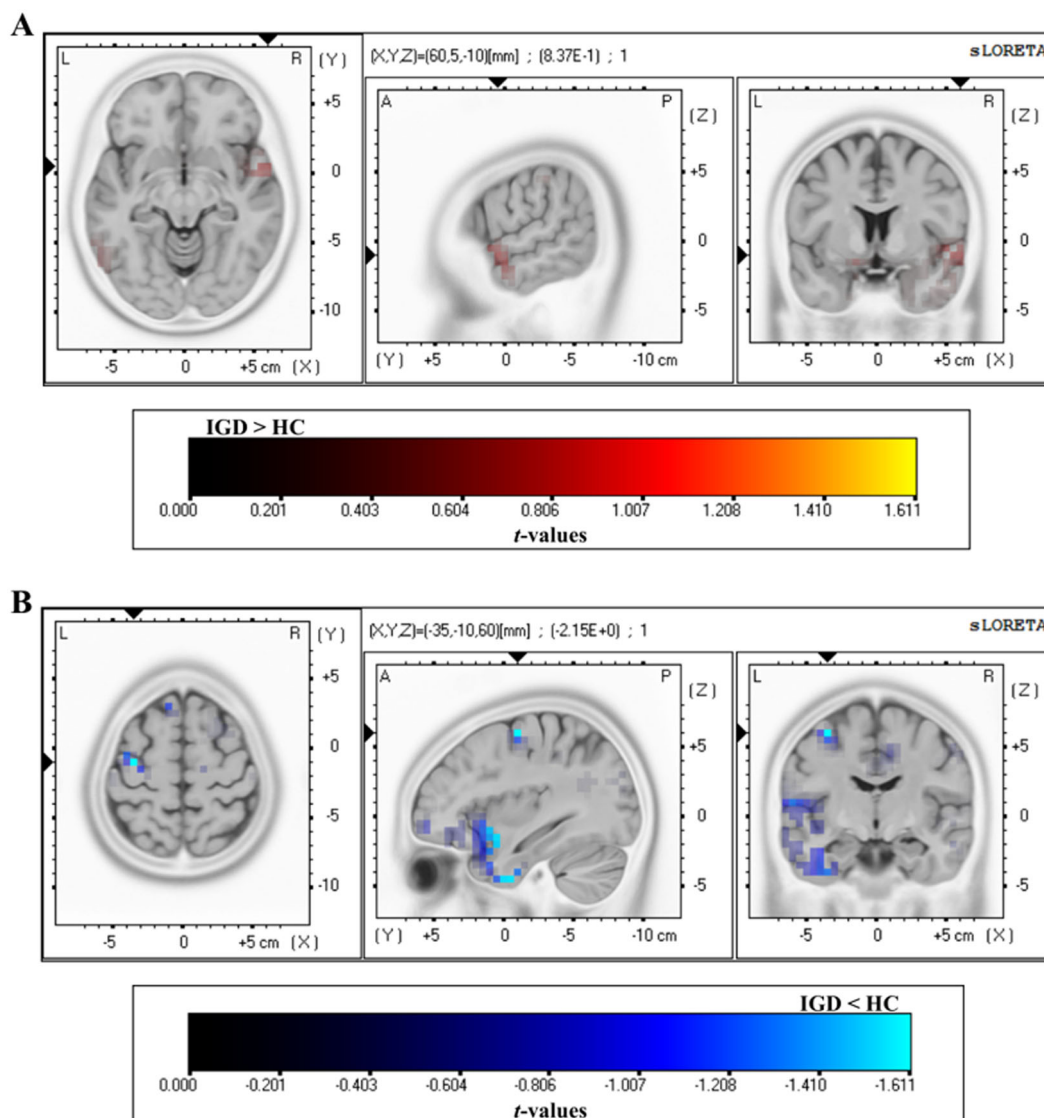 A
L R (Y) (X,Y,Z)=(60,5,-10)[mm] ; (8.37E-1) ; 1 sLORETA
A P (Z) L R (Z)
+5
0
-5
-10
-5 0 +5 cm (X)
+5
0
-5
(Y) +5 0 -5 -10 cm
+5
0
-5
-5 0 +5 cm (X)
IGD > HC
0.000 0.201 0.403 0.604 0.806 1.007 1.208 1.410 1.611
t-values
B
L R (Y) (X,Y,Z)=(-35,-10,60)[mm] ; (-2.15E+0) ; 1 sLORETA
A P (Z) L R (Z)
+5
0
-5
-10
-5 0 +5 cm (X)
+5
0
-5
(Y) +5 0 -5 -10 cm
+5
0
-5
-5 0 +5 cm (X)
IGD < HC
0.000 -0.201 -0.403 -0.604 -0.806 -1.007 -1.208 -1.410 -1.611
t-values